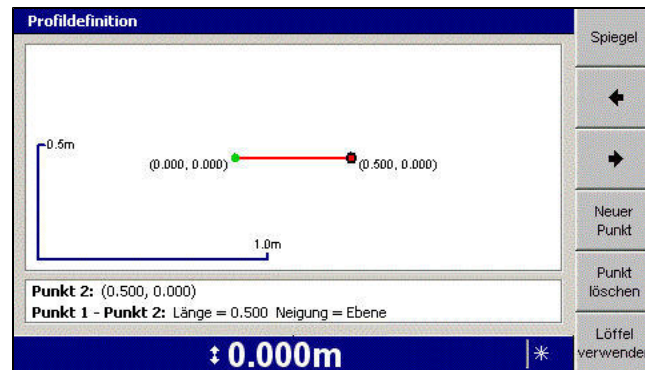 Profildefinition
0.5m
(0.000, 0.000)
(0.500, 0.000)
1.0m
Punkt 2: (0.500, 0.000)
Punkt 1 - Punkt 2: Länge = 0.500 Neigung = Ebene
0.000m
Spiegel
Neuer
Punkt
Punkt
löschen
Löffel
verwende